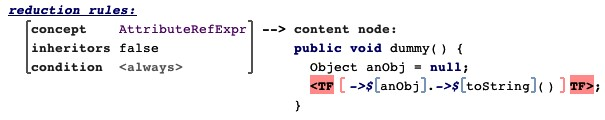 reduction rules:
concept AttributeRefExpr --> content node:
inheritors false public void dummy() {
condition <always> Object anObj = null;
<TF [ ->$[anObj].->$[toString]() ] TF>;
}